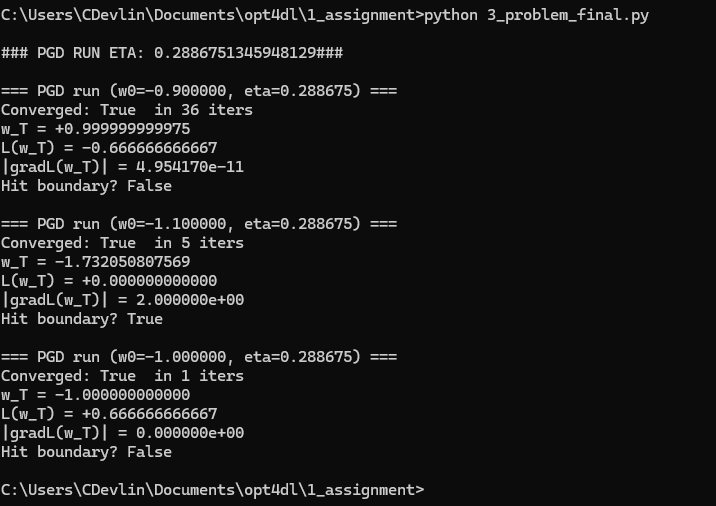 C:\Users\CDevlin\Documents\opt4dl\1_assignment>python 3_problem_final.py
### PGD RUN ETA: 0.2886751345948129###
=== PGD run (w0=-0.900000, eta=0.288675) ===
Converged: True  in 36 iters
w_T = +0.999999999975
L(w_T) = -0.666666666667
|gradL(w_T)| = 4.954170e-11
Hit boundary? False
=== PGD run (w0=-1.100000, eta=0.288675) ===
Converged: True  in 5 iters
w_T = -1.732050807569
L(w_T) = +0.000000000000
|gradL(w_T)| = 2.000000e+00
Hit boundary? True
=== PGD run (w0=-1.000000, eta=0.288675) ===
Converged: True  in 1 iters
w_T = -1.000000000000
L(w_T) = +0.666666666667
|gradL(w_T)| = 0.000000e+00
Hit boundary? False
C:\Users\CDevlin\Documents\opt4dl\1_assignment>